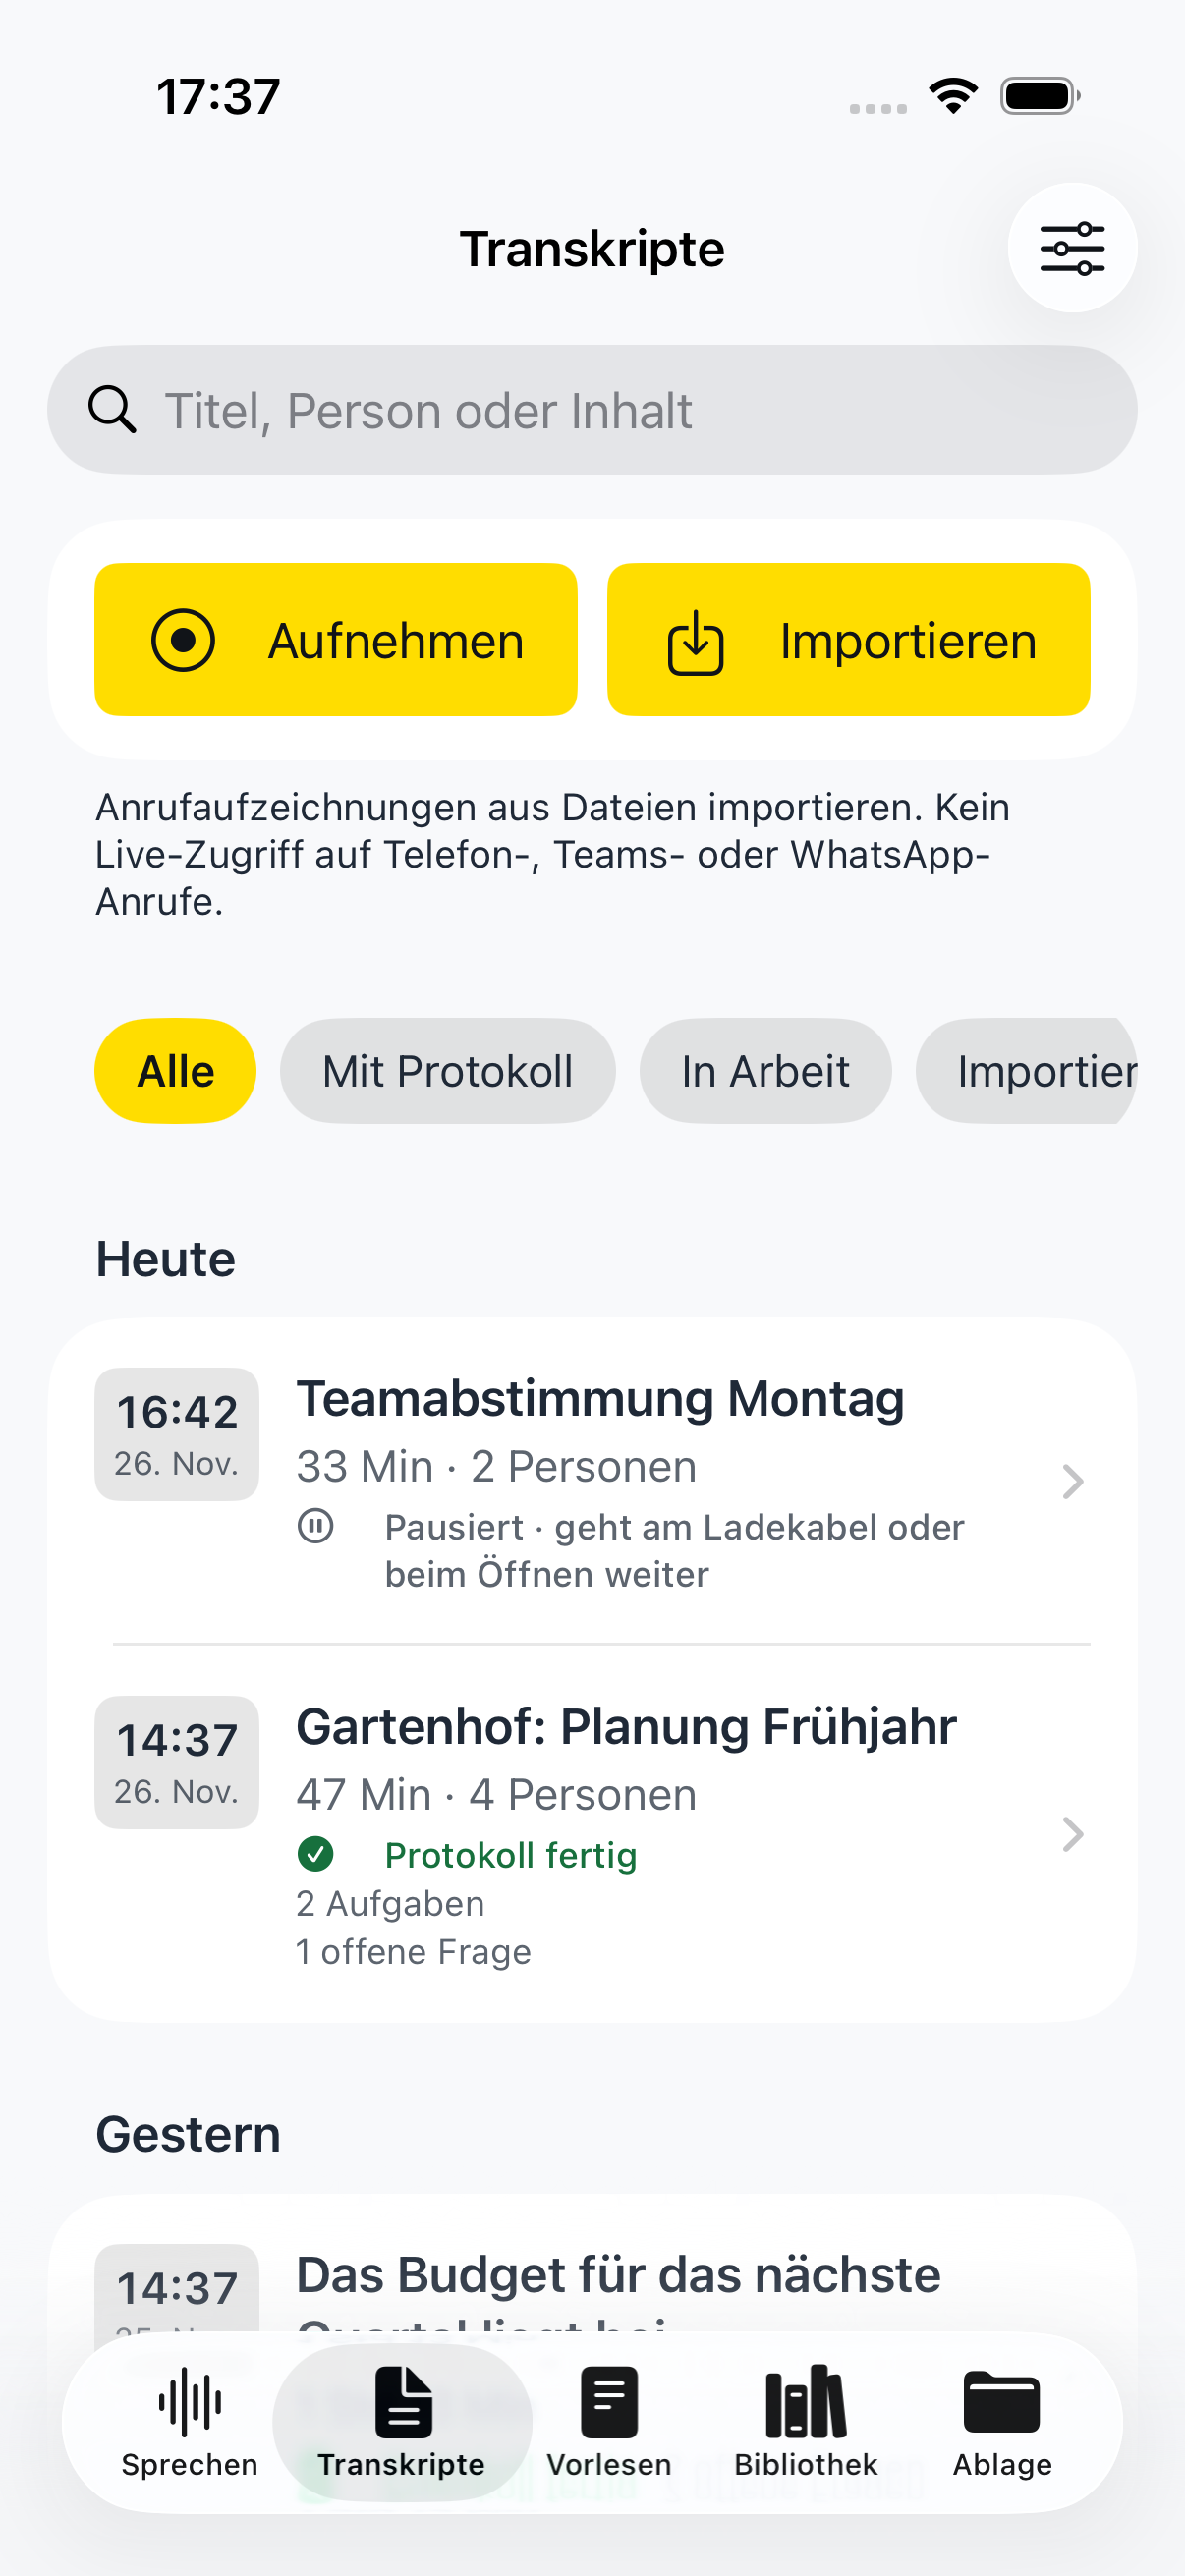 17:37
Transkripte
Titel, Person oder Inhalt
Aufnehmen
Importieren
Anrufaufzeichnungen aus Dateien importieren. Kein
Live-Zugriff auf Telefon-, Teams- oder WhatsApp-
Anrufe.
Alle
Mit Protokoll
In Arbeit
Importier
Heute
16:42
26. Nov.
Teamabstimmung Montag
33 Min · 2 Personen
Pausiert · geht am Ladekabel oder
beim Öffnen weiter
14:37
26. Nov.
Gartenhof: Planung Frühjahr
47 Min · 4 Personen
Protokoll fertig
2 Aufgaben
1 offene Frage
Gestern
14:37
Das Budget für das nächste
Quartal liegt bei
Sprechen
Transkripte
Vorlesen
Bibliothek
Ablage